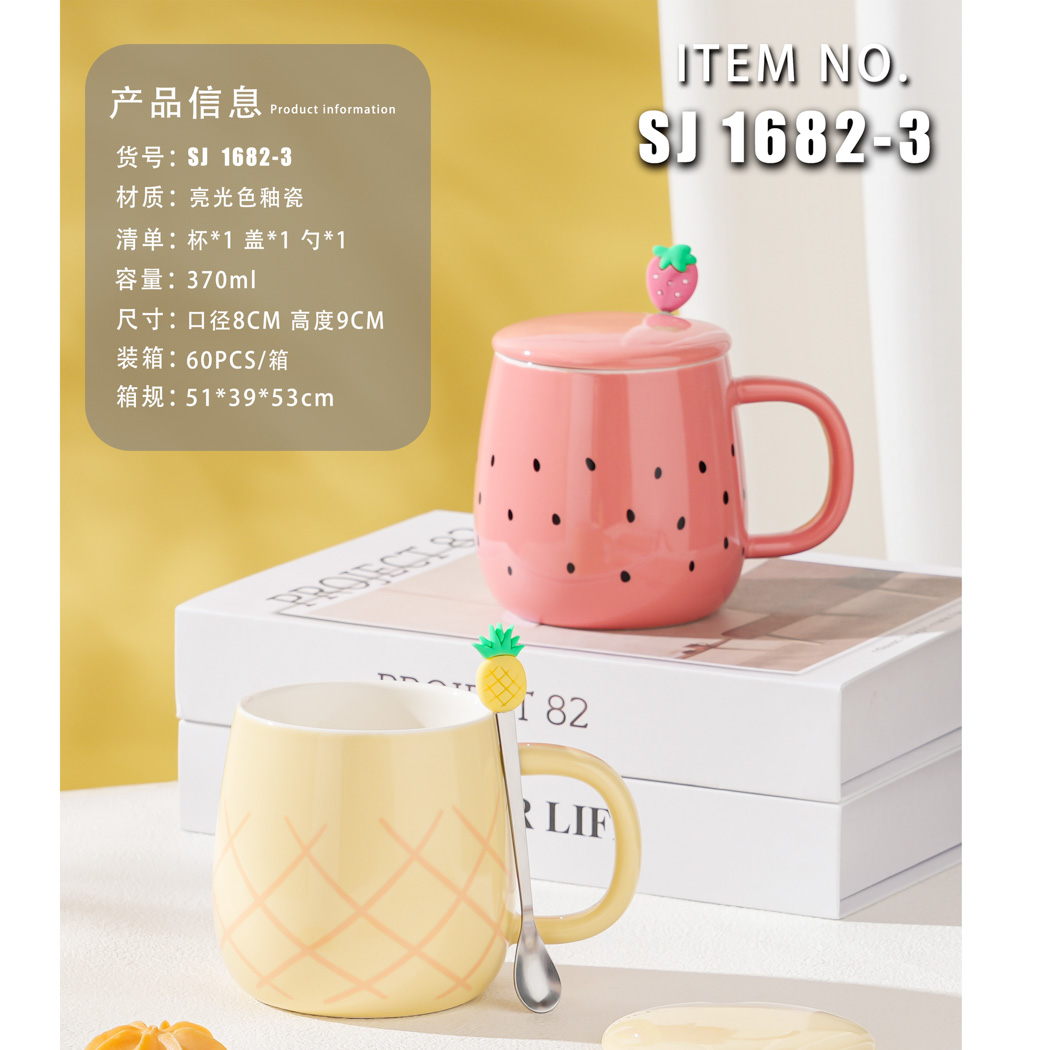 产品信息 Product information
货号：SJ 1682-3
材质：亮光色釉瓷
清单：杯*1 盖*1 勺*1
容量：370ml
尺寸：口径8CM 高度9CM
装箱：60PCS/箱
箱规：51*39*53cm
ITEM NO.
SJ 1682-3
PROJECT 82
PROJECT 82
R LIF